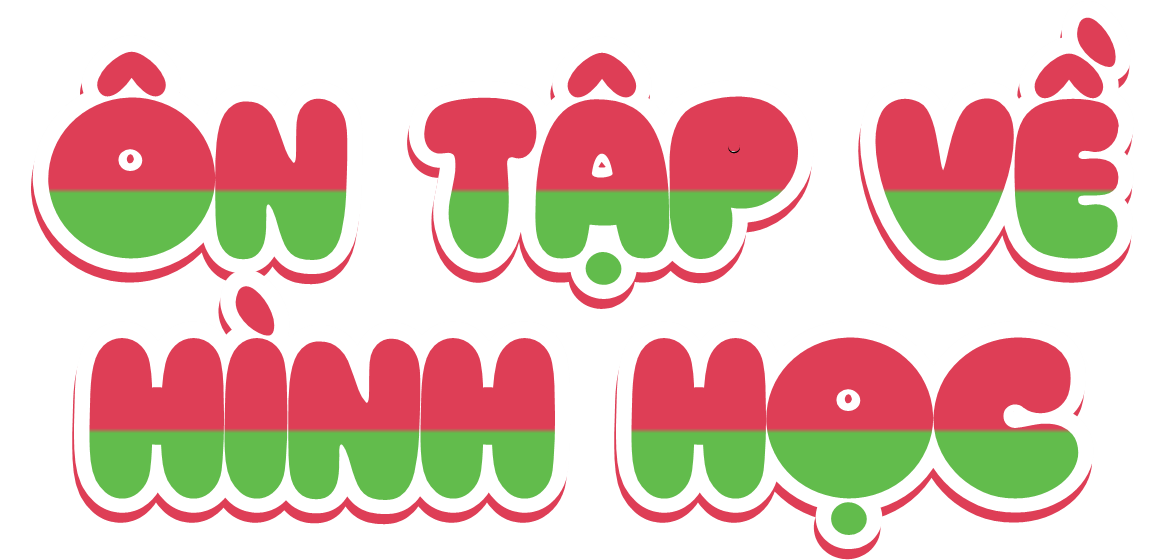 ÔN TẬP VỀ
HÌNH HỌC